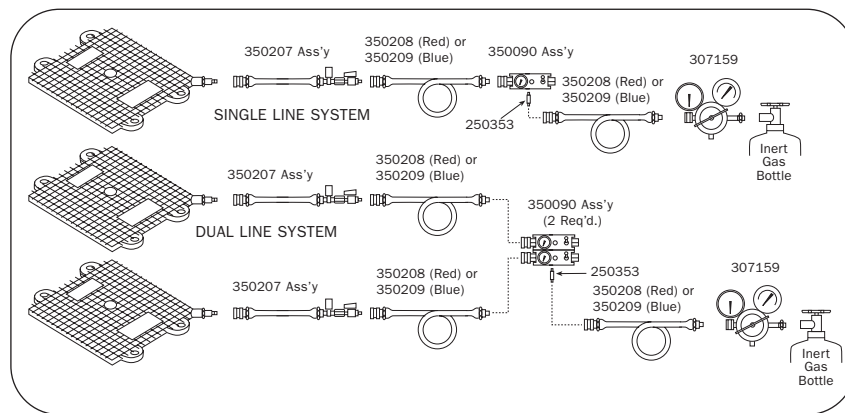 350207 Ass'y
350208 (Red) or
350209 (Blue)
350090 Ass'y
350208 (Red) or
350209 (Blue)
307159
250353
SINGLE LINE SYSTEM
Inert
Gas
Bottle
350207 Ass'y
350208 (Red) or
350209 (Blue)
350090 Ass'y
(2 Req'd.)
DUAL LINE SYSTEM
350207 Ass'y
350208 (Red) or
350209 (Blue)
250353
350208 (Red) or
350209 (Blue)
307159
Inert
Gas
Bottle